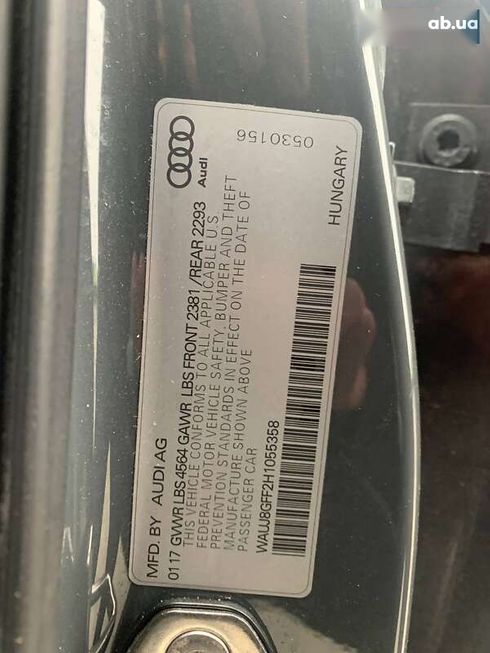 ab.ua
MFD. BY AUDI AG
Audi
0530156
0117 GVWR LBS 4564 GAWR LBS FRONT 2381/REAR 2293
THIS VEHICLE CONFORMS TO ALL APPLICABLE U.S
FEDERAL MOTOR VEHICLE SAFETY, BUMPER AND THEFT
PREVENTION STANDARDS IN EFFECT ON THE DATE OF
MANUFACTURE SHOWN ABOVE
PASSENGER CAR
WAUJ8GFF2H1055358
HUNGARY